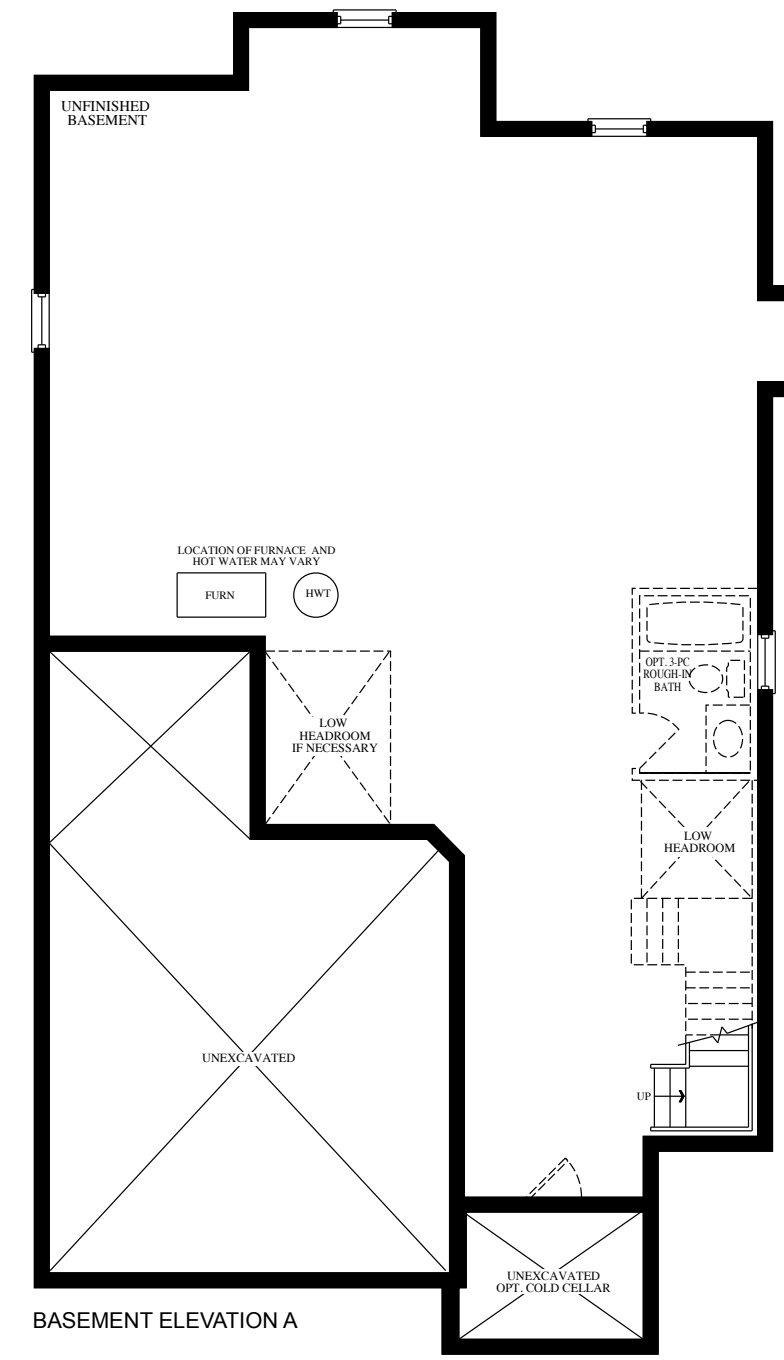 UNFINISHED
BASEMENT
LOCATION OF FURNACE AND
HOT WATER MAY VARY
FURN
HWT
OPT. 3-PC
ROUGH-IN
BATH
LOW
HEADROOM
IF NECESSARY
LOW
HEADROOM
UNEXCAVATED
UP
UNEXCAVATED
OPT. COLD CELLAR
BASEMENT ELEVATION A